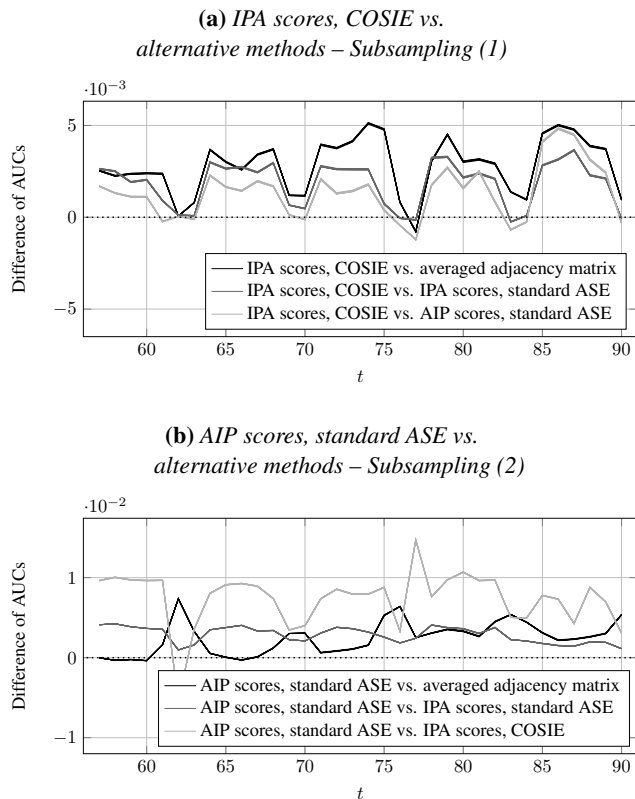 (a) IPA scores, COSIE vs.
alternative methods – Subsampling (1)
·10⁻³
5
0
−5
Difference of AUCs
60 65 70 75 80 85 90
t
IPA scores, COSIE vs. averaged adjacency matrix
IPA scores, COSIE vs. IPA scores, standard ASE
IPA scores, COSIE vs. AIP scores, standard ASE
(b) AIP scores, standard ASE vs.
alternative methods – Subsampling (2)
·10⁻²
1
0
−1
Difference of AUCs
60 65 70 75 80 85 90
t
AIP scores, standard ASE vs. averaged adjacency matrix
AIP scores, standard ASE vs. IPA scores, standard ASE
AIP scores, standard ASE vs. IPA scores, COSIE